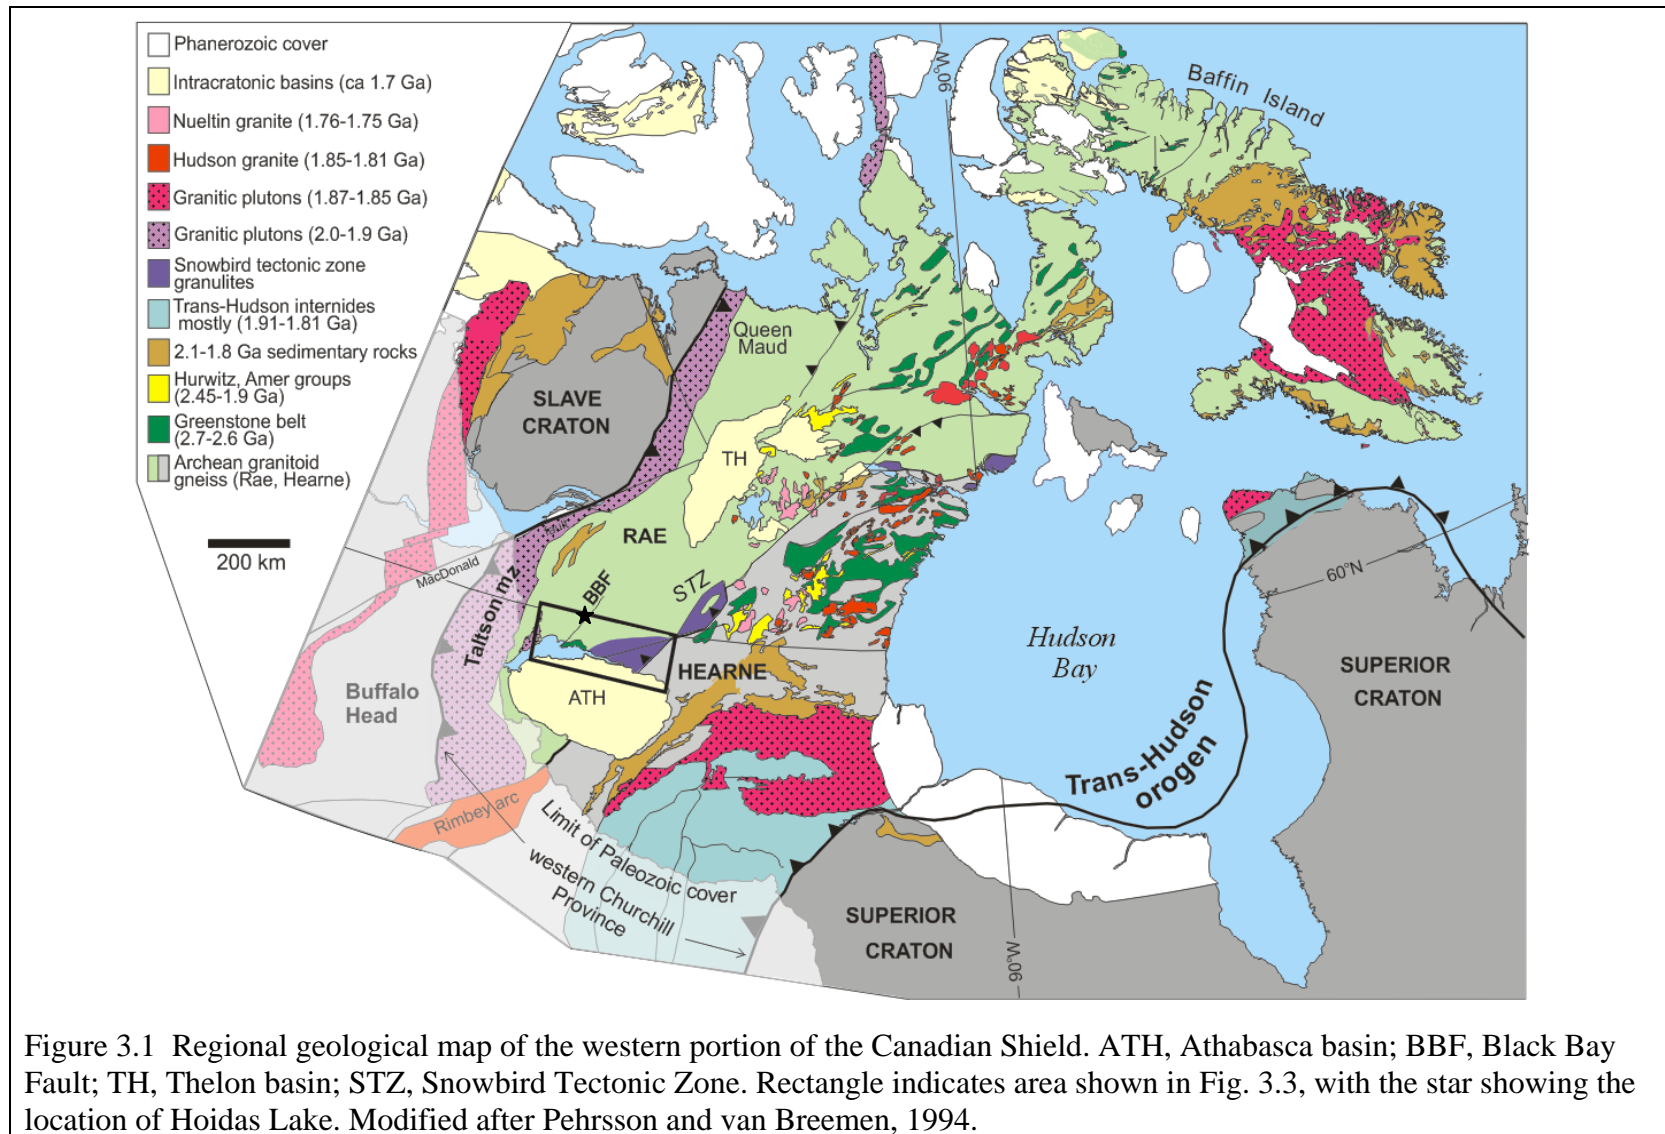 Phanerozoic cover
Intracratonic basins (ca 1.7 Ga)
Nueltin granite (1.76-1.75 Ga)
Hudson granite (1.85-1.81 Ga)
Granitic plutons (1.87-1.85 Ga)
Granitic plutons (2.0-1.9 Ga)
Snowbird tectonic zone
granulites
Trans-Hudson internides
mostly (1.91-1.81 Ga)
2.1-1.8 Ga sedimentary rocks
Hurwitz, Amer groups
(2.45-1.9 Ga)
Greenstone belt
(2.7-2.6 Ga)
Archean granitoid
gneiss (Rae, Hearne)
200 km
90°W
Baffin Island
P
Queen
Maud
SLAVE
CRATON
TH
RAE
MacDonald
Taltson mz
BBF
STZ
HEARNE
ATH
Buffalo
Head
Rimbey arc
Limit of Paleozoic cover
western Churchill
Province
Hudson
Bay
Trans-Hudson
orogen
60°N
SUPERIOR
CRATON
SUPERIOR
CRATON
90°W
Figure 3.1 Regional geological map of the western portion of the Canadian Shield. ATH, Athabasca basin; BBF, Black Bay
Fault; TH, Thelon basin; STZ, Snowbird Tectonic Zone. Rectangle indicates area shown in Fig. 3.3, with the star showing the
location of Hoidas Lake. Modified after Pehrsson and van Breemen, 1994.